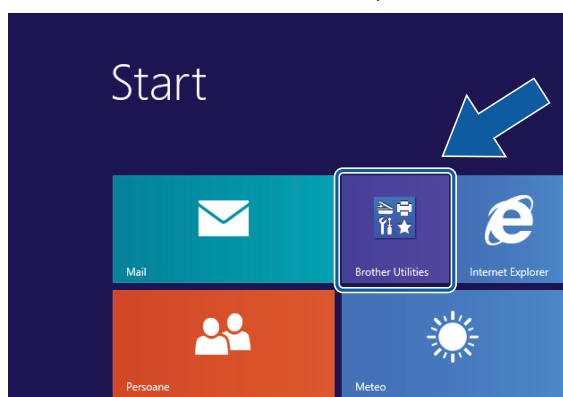 Start
Mail
Brother Utilities
Internet Explorer
Persoane
Meteo